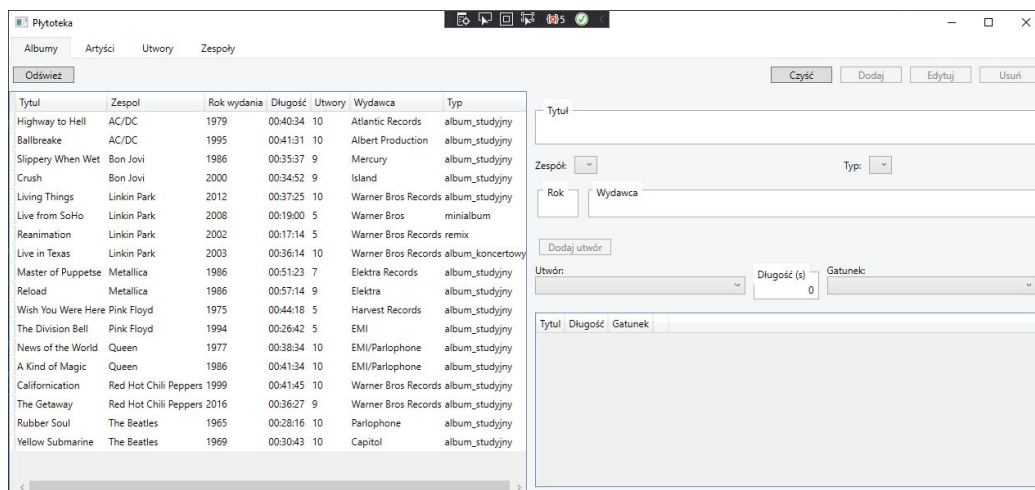 Płytoteka
5
Albumy Artyści Utwory Zespoły
Odśwież Czyść Dodaj Edytuj Usuń
Tytul Zespol Rok wydania Długość Utwory Wydawca Typ
Highway to Hell AC/DC 1979 00:40:34 10 Atlantic Records album_studyjny
Ballbreake AC/DC 1995 00:41:31 10 Albert Production album_studyjny
Slippery When Wet Bon Jovi 1986 00:35:37 9 Mercury album_studyjny
Crush Bon Jovi 2000 00:34:52 9 Island album_studyjny
Living Things Linkin Park 2012 00:37:25 10 Warner Bros Records album_studyjny
Live from SoHo Linkin Park 2008 00:19:00 5 Warner Bros minialbum
Reanimation Linkin Park 2002 00:17:14 5 Warner Bros Records remix
Live in Texas Linkin Park 2003 00:36:14 10 Warner Bros Records album_koncertowy
Master of Puppetse Metallica 1986 00:51:23 7 Elektra Records album_studyjny
Reload Metallica 1986 00:57:14 9 Elektra album_studyjny
Wish You Were Here Pink Floyd 1975 00:44:18 5 Harvest Records album_studyjny
The Division Bell Pink Floyd 1994 00:26:42 5 EMI album_studyjny
News of the World Queen 1977 00:38:34 10 EMI/Parlophone album_studyjny
A Kind of Magic Queen 1986 00:41:34 10 EMI/Parlophone album_studyjny
Californication Red Hot Chili Peppers 1999 00:41:45 10 Warner Bros Records album_studyjny
The Getaway Red Hot Chili Peppers 2016 00:36:27 9 Warner Bros Records album_studyjny
Rubber Soul The Beatles 1965 00:28:16 10 Parlophone album_studyjny
Yellow Submarine The Beatles 1969 00:30:43 10 Capitol album_studyjny
Tytuł
Zespół: Typ:
Rok Wydawca
Dodaj utwór
Utwór: Długość (s) Gatunek:
0
Tytul Długość Gatunek